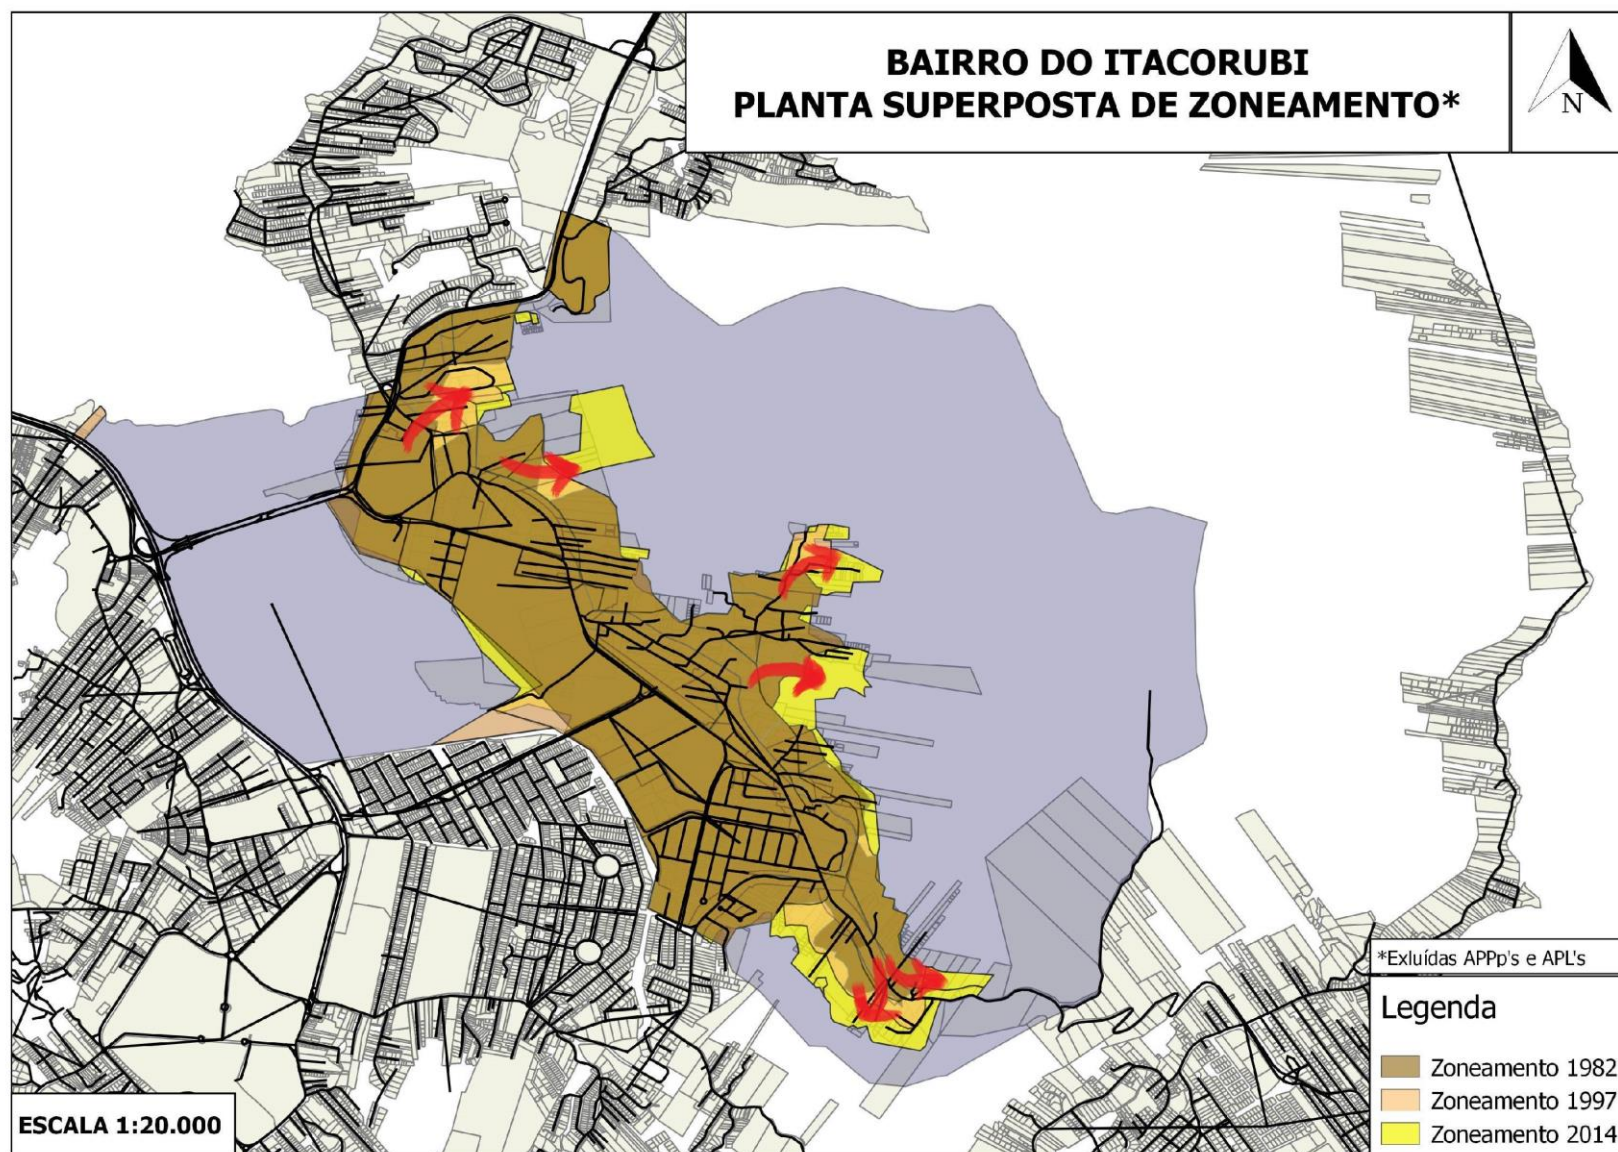 BAIRRO DO ITACORUBI
PLANTA SUPERPOSTA DE ZONEAMENTO*
N
*Exluídas APPp's e APL's
Legenda
Zoneamento 1982
Zoneamento 1997
Zoneamento 2014
ESCALA 1:20.000